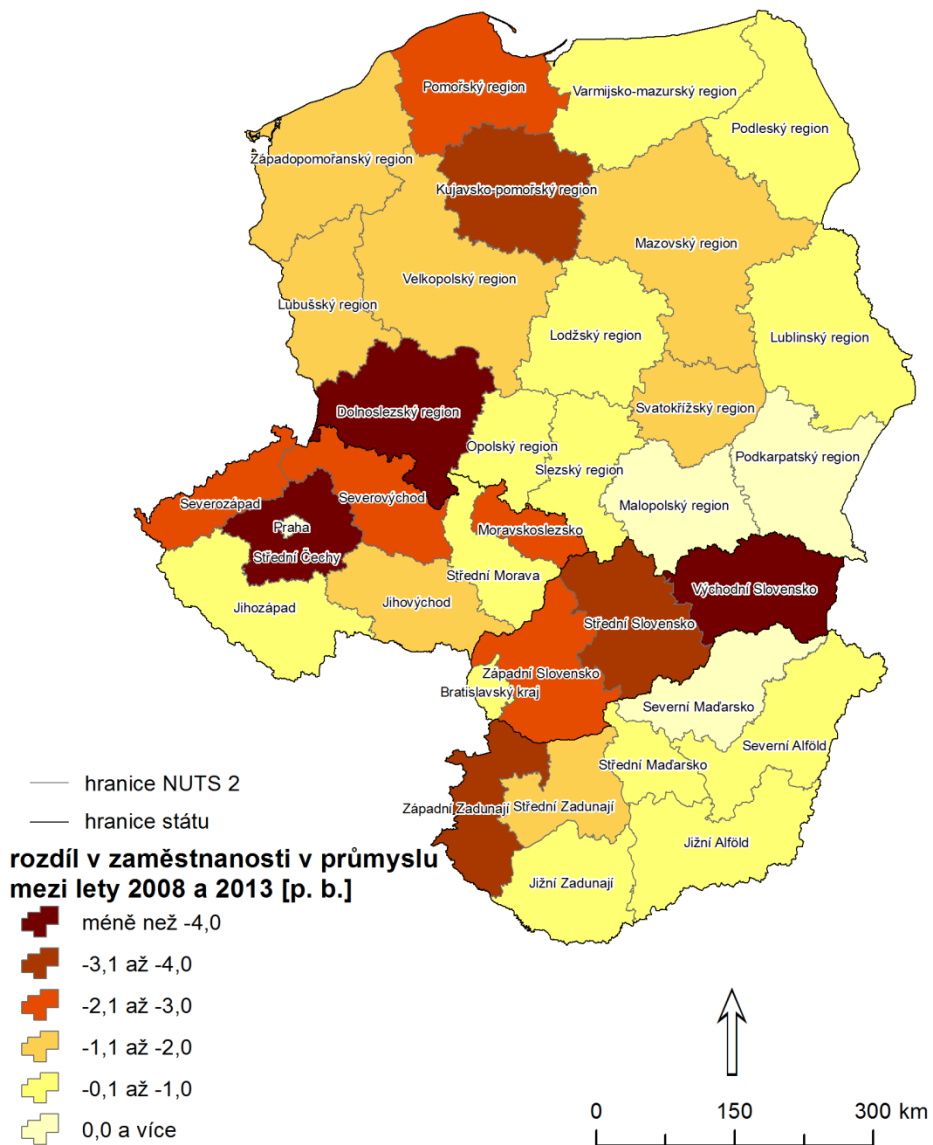 Pomořský region
Varmijsko-mazurský region
Podleský region
Západopomořanský region
Kujavsko-pomořský region
Mazovský region
Velkopolský region
Lubušský region
Lodžský region
Lublinský region
Dolnoslezský region
Svatokřížský region
Opolský region
Podkarpatský region
Slezský region
Severozápad
Severovýchod
Malopolský region
Praha
Moravskoslezsko
Střední Čechy
Střední Morava
Východní Slovensko
Jihozápad
Jihovýchod
Střední Slovensko
Západní Slovensko
Bratislavský kraj
Severní Maďarsko
Severní Alföld
Střední Maďarsko
Západní Zadunají
Střední Zadunají
Jižní Alföld
Jižní Zadunají
hranice NUTS 2
hranice státu
rozdíl v zaměstnanosti v průmyslu
mezi lety 2008 a 2013 [p. b.]
méně než -4,0
-3,1 až -4,0
-2,1 až -3,0
-1,1 až -2,0
-0,1 až -1,0
0,0 a více
0 150 300 km